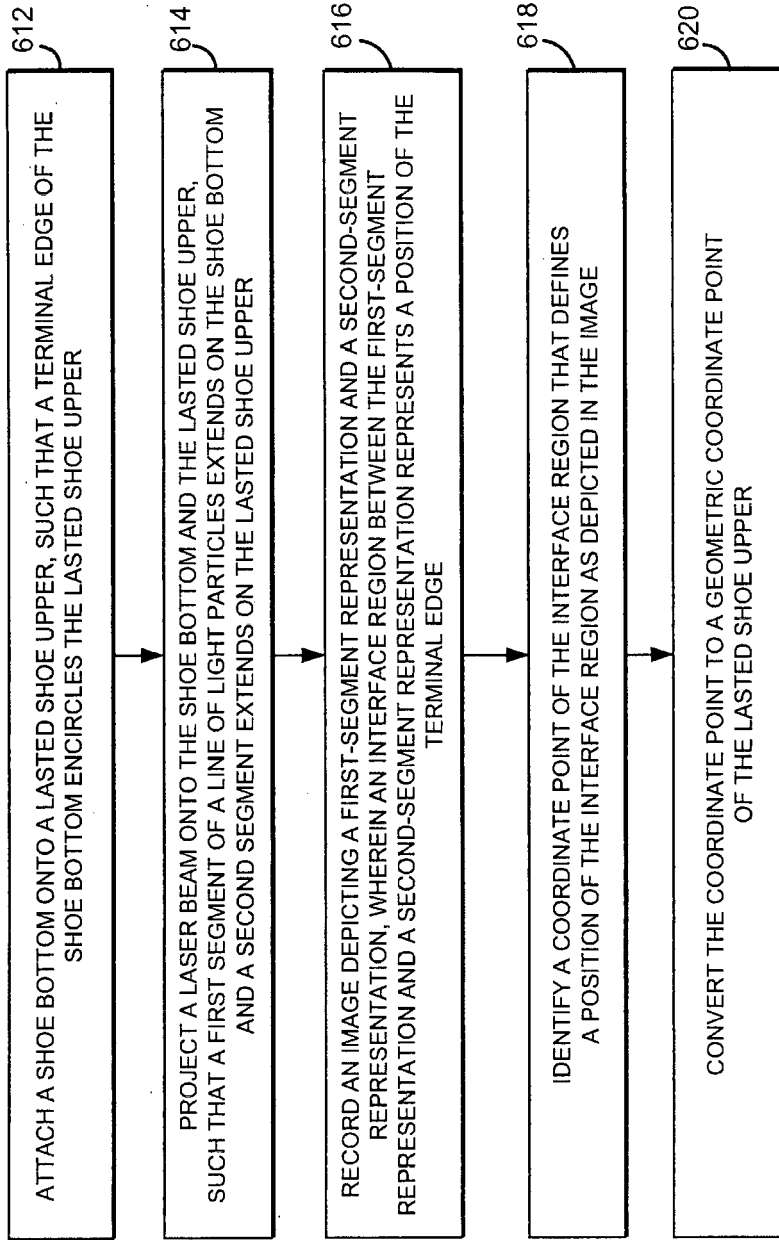 612
ATTACH A SHOE BOTTOM ONTO A LASTED SHOE UPPER, SUCH THAT A TERMINAL EDGE OF THE
SHOE BOTTOM ENCIRCLES THE LASTED SHOE UPPER
614
PROJECT A LASER BEAM ONTO THE SHOE BOTTOM AND THE LASTED SHOE UPPER,
SUCH THAT A FIRST SEGMENT OF A LINE OF LIGHT PARTICLES EXTENDS ON THE SHOE BOTTOM
AND A SECOND SEGMENT EXTENDS ON THE LASTED SHOE UPPER
616
RECORD AN IMAGE DEPICTING A FIRST-SEGMENT REPRESENTATION AND A SECOND-SEGMENT
REPRESENTATION, WHEREIN AN INTERFACE REGION BETWEEN THE FIRST-SEGMENT
REPRESENTATION AND A SECOND-SEGMENT REPRESENTATION REPRESENTS A POSITION OF THE
TERMINAL EDGE
618
IDENTIFY A COORDINATE POINT OF THE INTERFACE REGION THAT DEFINES
A POSITION OF THE INTERFACE REGION AS DEPICTED IN THE IMAGE
620
CONVERT THE COORDINATE POINT TO A GEOMETRIC COORDINATE POINT
OF THE LASTED SHOE UPPER